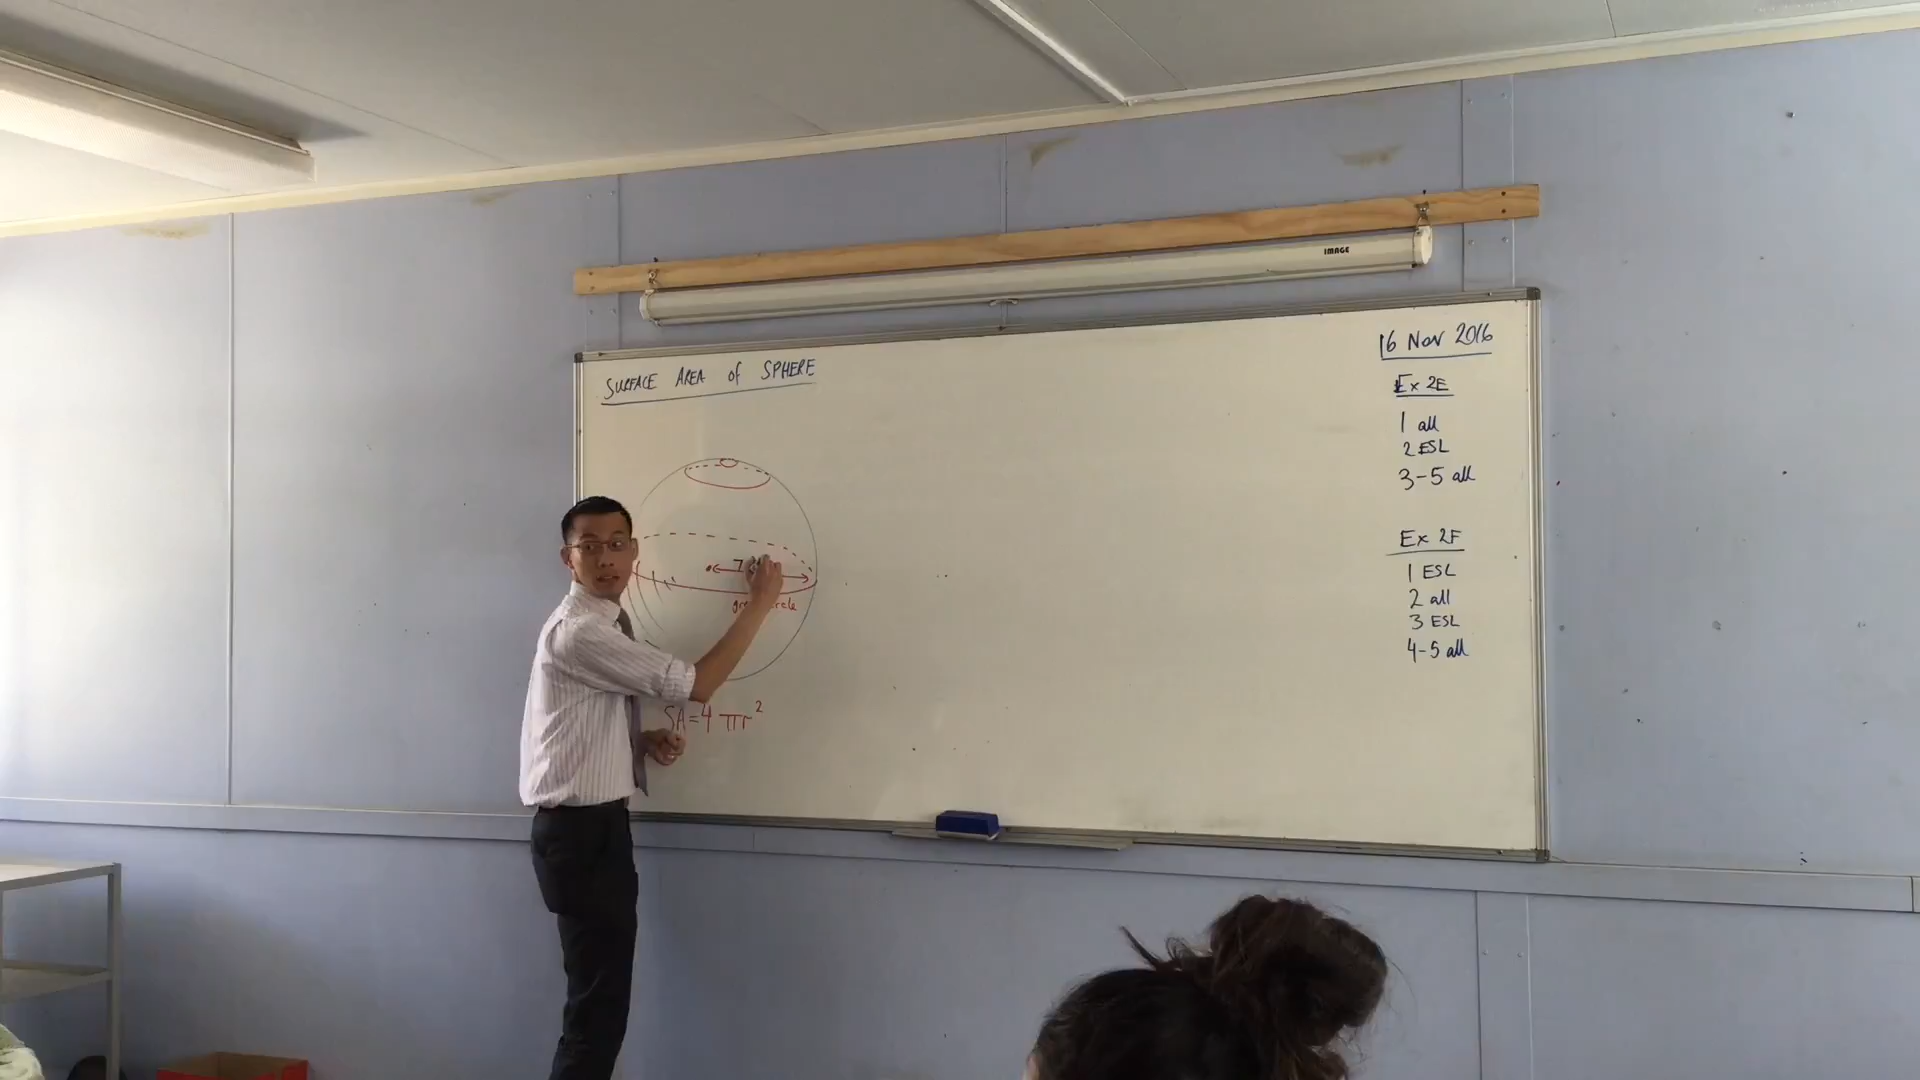 IMAGE
SURFACE AREA of SPHERE
16 Nov 2016
Ex 2E
1 all
2 ESL
3-5 all
Ex 2F
1 ESL
2 all
3 ESL
4-5 all
7
SA=4πr²